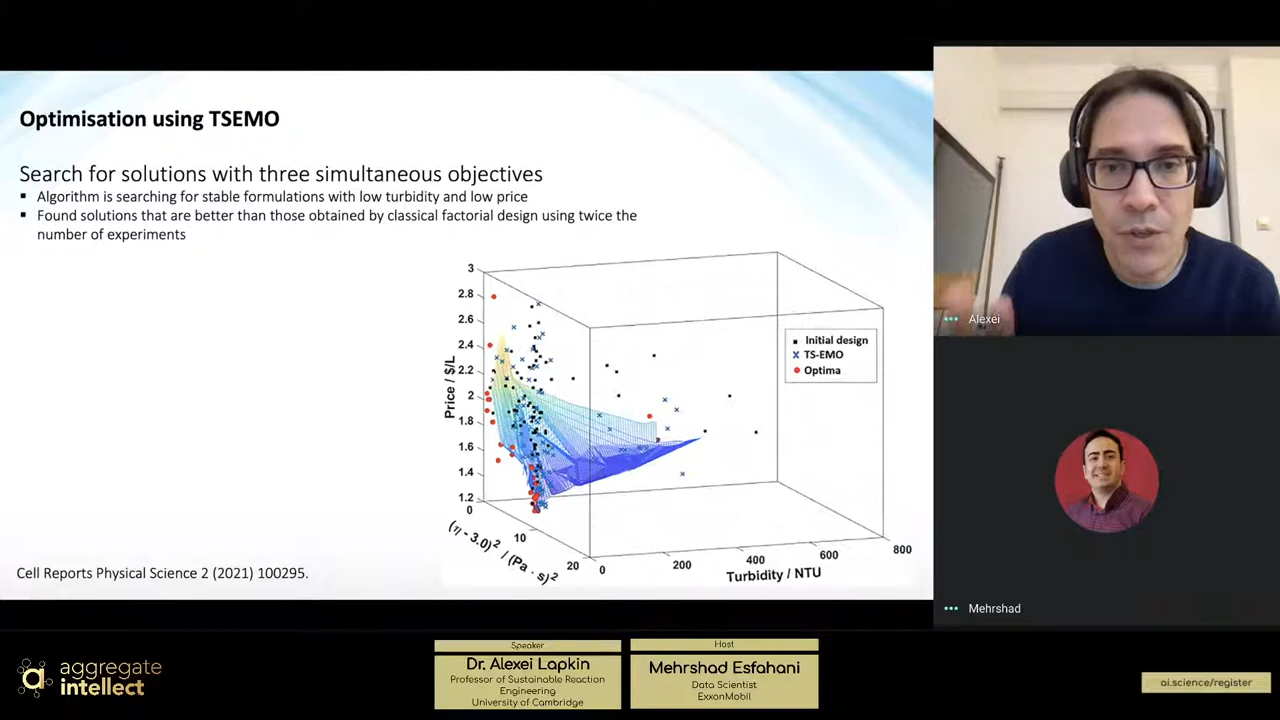 Optimisation using TSEMO
Search for solutions with three simultaneous objectives
▪ Algorithm is searching for stable formulations with low turbidity and low price
▪ Found solutions that are better than those obtained by classical factorial design using twice the
number of experiments
3
2.8
2.6
2.4
2.2
2
1.8
1.6
1.4
1.2
Price / $/L
0
10
20
(η - 3.0)² / (Pa · s)²
0
200
400
600
800
Turbidity / NTU
Initial design
TS-EMO
Optima
Cell Reports Physical Science 2 (2021) 100295.
Alexei
Mehrshad
aggregate
intellect
Speaker
Dr. Alexei Lapkin
Professor of Sustainable Reaction
Engineering
University of Cambridge
Host
Mehrshad Esfahani
Data Scientist
ExxonMobil
ai.science/register